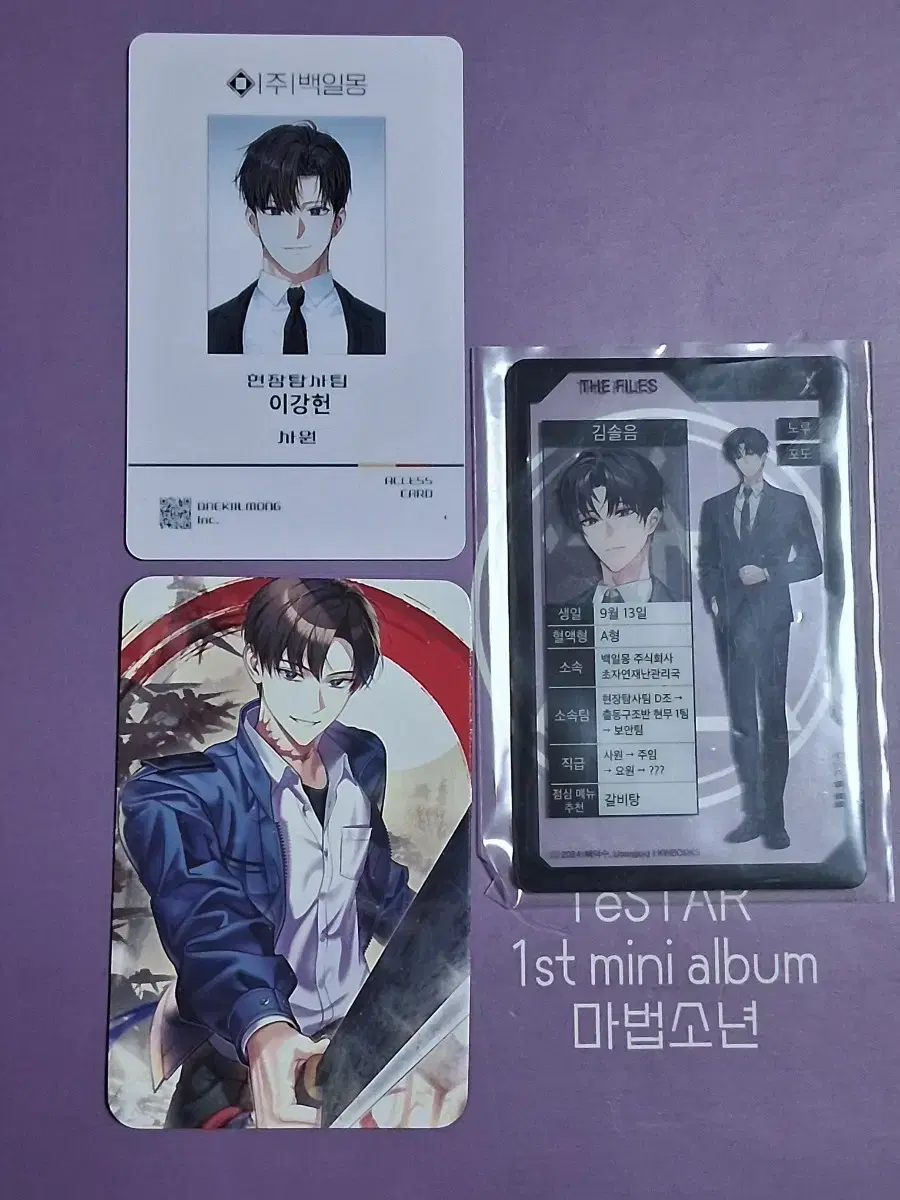 (주)백일몽
현장탐사팀
이강헌
사원
ACCESS
CARD
BAEKILMONG
Inc.
THE FILES
김솔음
노루
포도
생일 9월 13일
혈액형 A형
소속 백일몽 주식회사
초자연재난관리국
소속팀 현장탐사팀 D조 →
출동구조반 현무 1팀
→ 보안팀
직급 사원 → 주임
→ 요원 → ???
점심 메뉴
추천 갈비탕
TeSTAR
1st mini album
마법소년